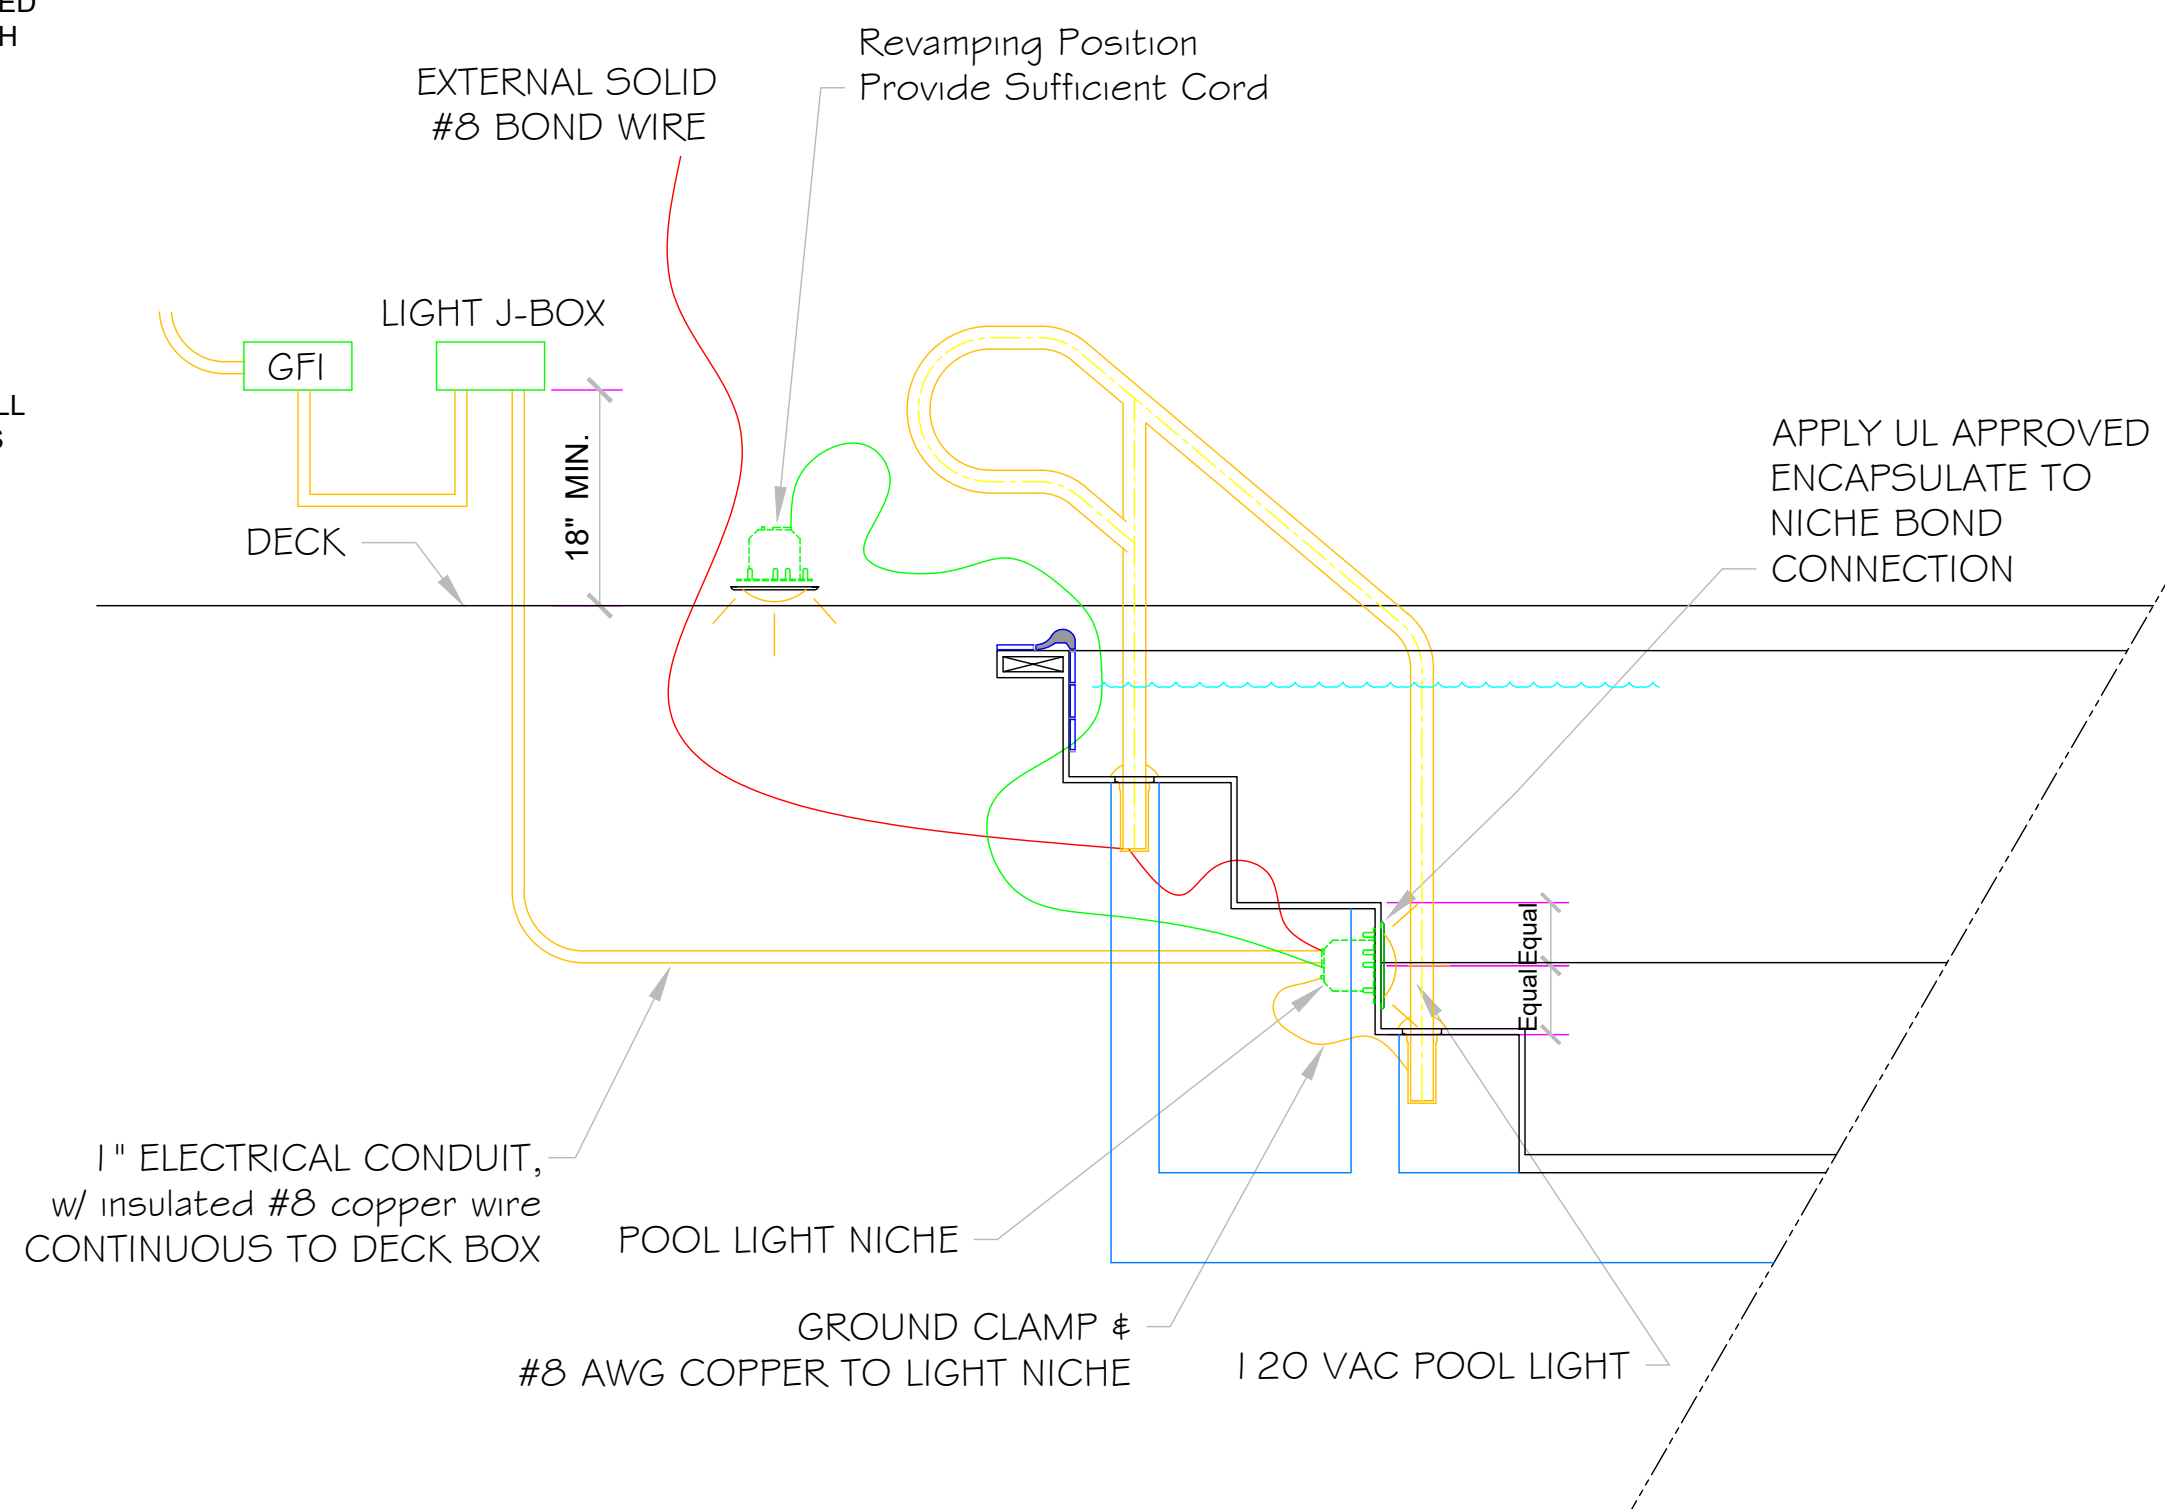 ED
H
Revamping Position
Provide Sufficient Cord
EXTERNAL SOLID
#8 BOND WIRE
LIGHT J-BOX
GFI
LL
S
18" MIN.
DECK
APPLY UL APPROVED
ENCAPSULATE TO
NICHE BOND
CONNECTION
Equal
Equal
1" ELECTRICAL CONDUIT,
w/ insulated #8 copper wire
CONTINUOUS TO DECK BOX
POOL LIGHT NICHE
GROUND CLAMP &
#8 AWG COPPER TO LIGHT NICHE
120 VAC POOL LIGHT